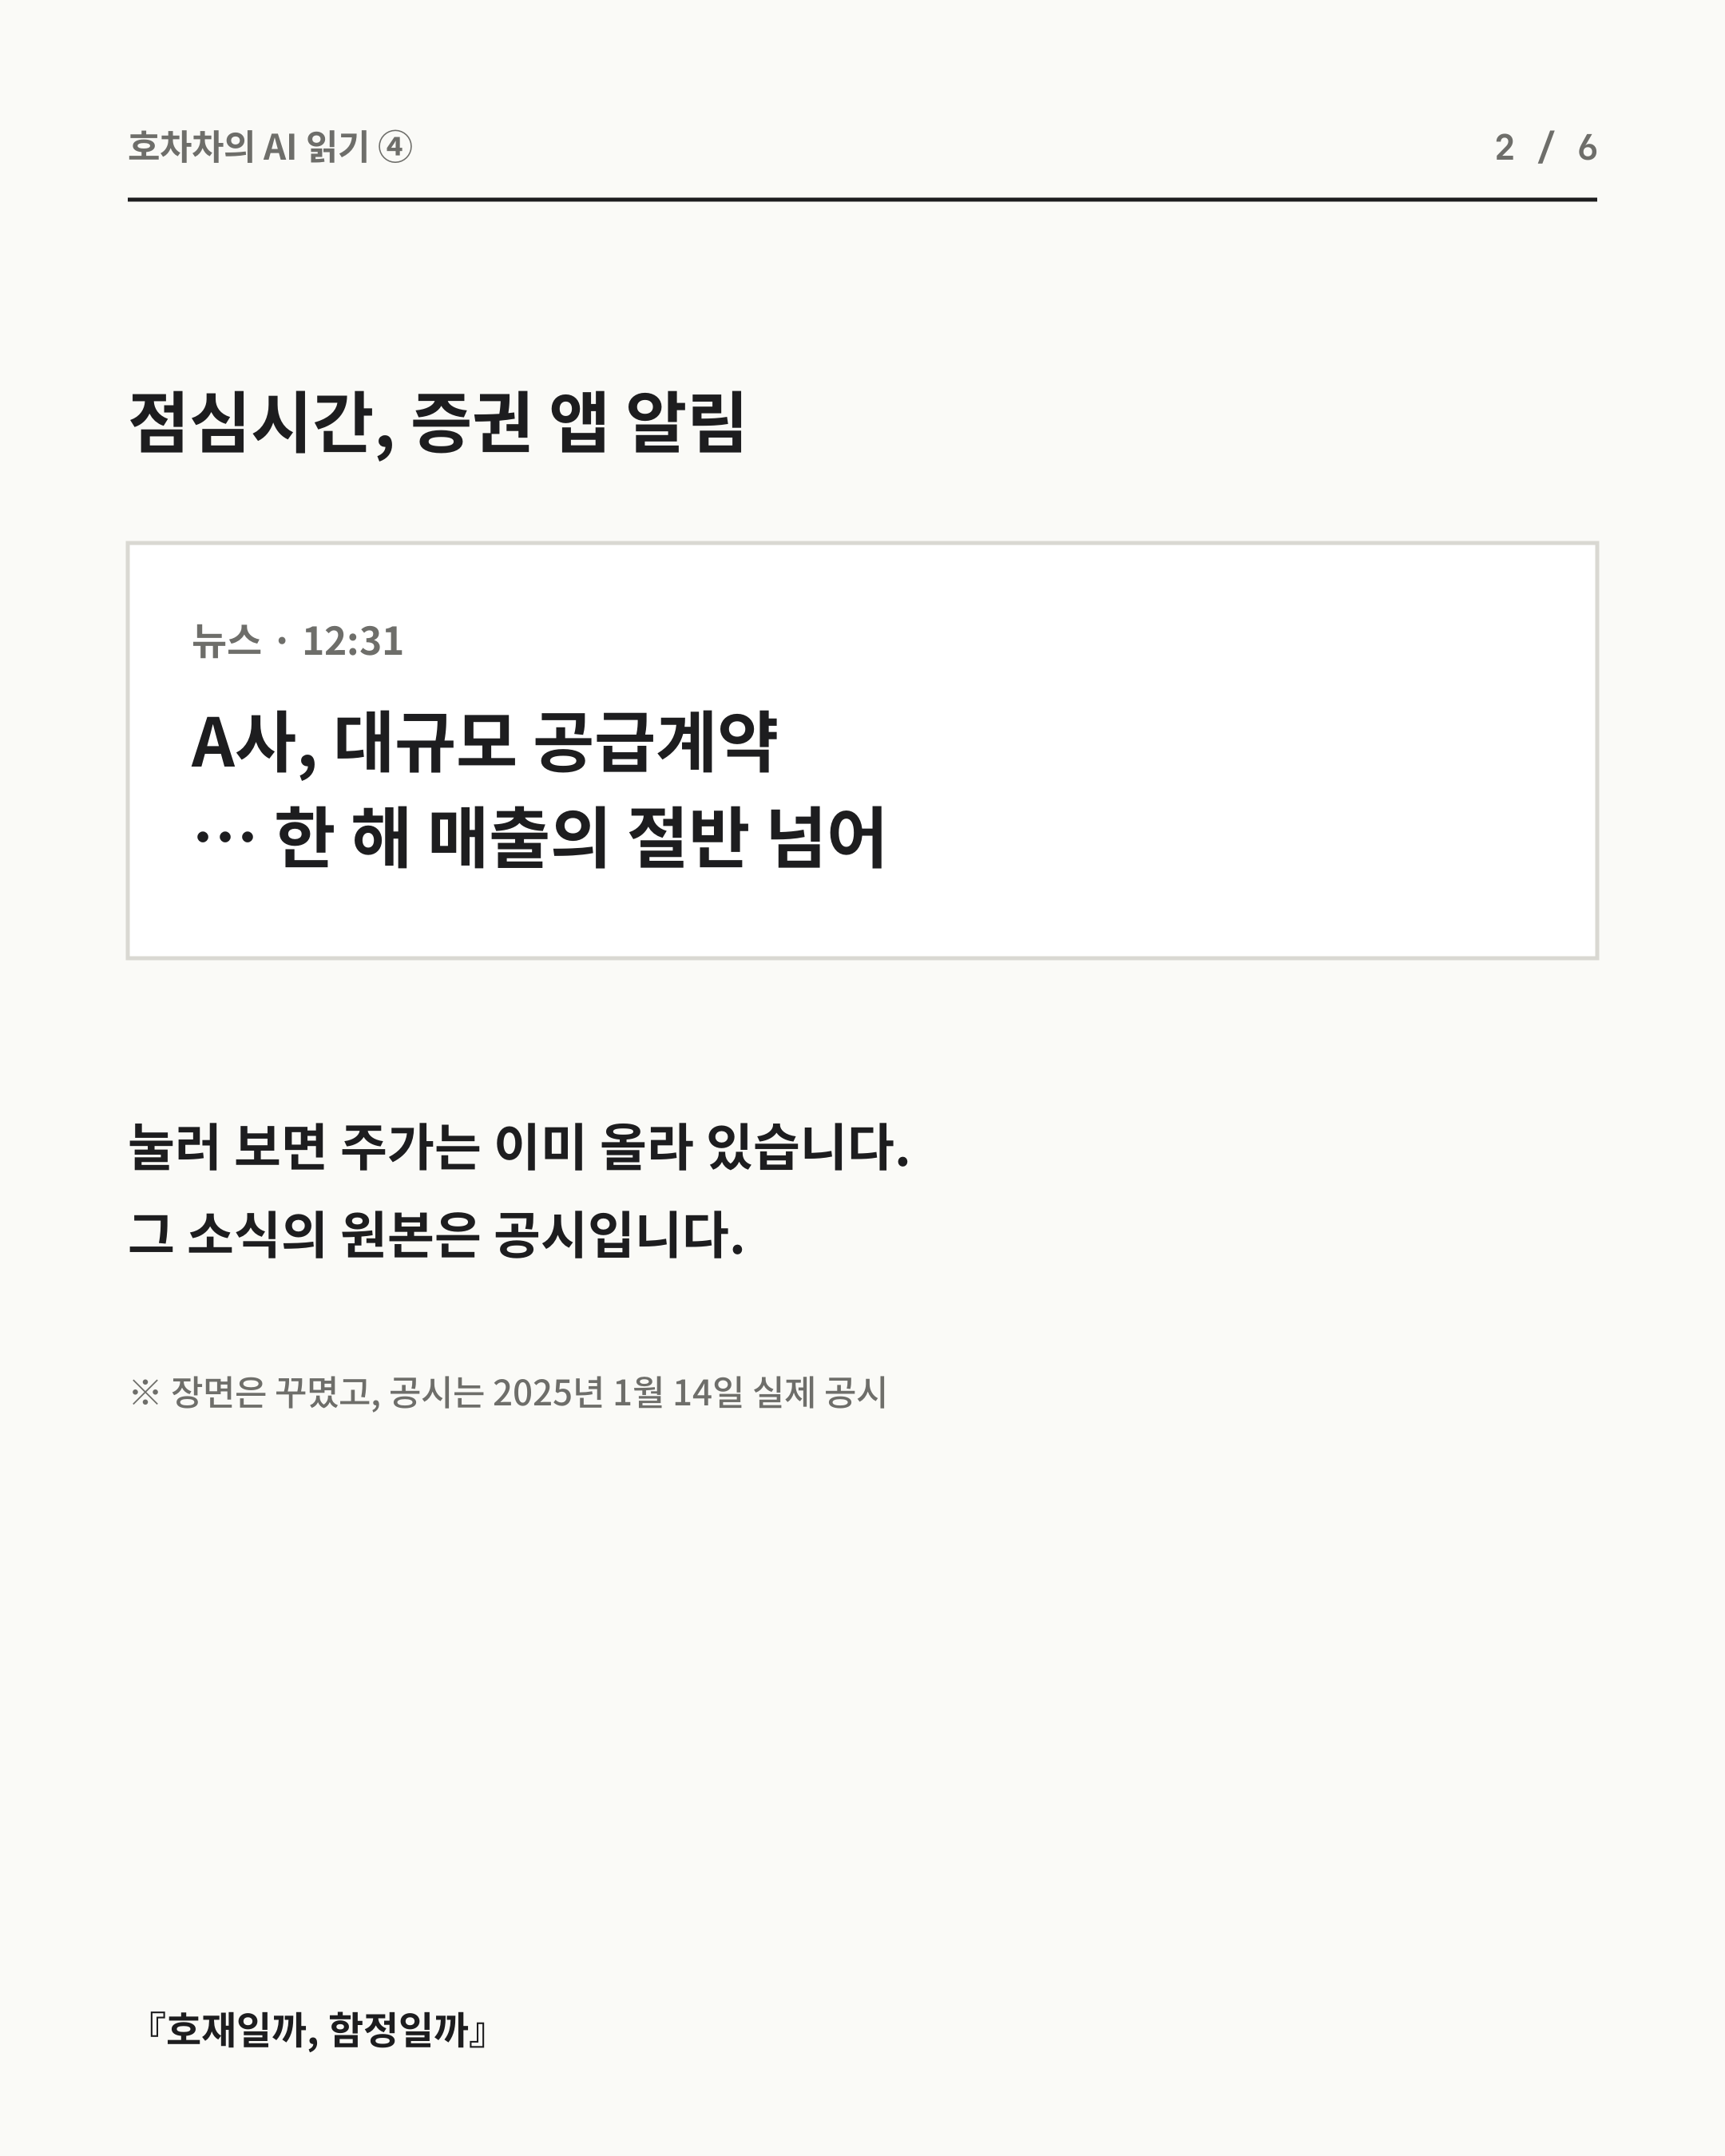 호차차의 AI 읽기 ④
2 / 6
점심시간, 증권 앱 알림
뉴스 · 12:31
A사, 대규모 공급계약
… 한 해 매출의 절반 넘어
눌러 보면 주가는 이미 올라 있습니다.
그 소식의 원본은 공시입니다.
※ 장면은 꾸몄고, 공시는 2025년 1월 14일 실제 공시
『호재일까, 함정일까』